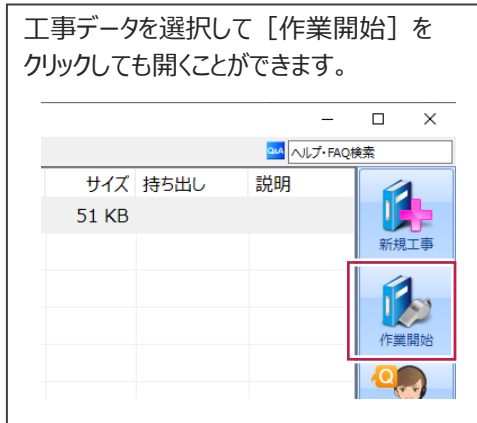 工事データを選択して［作業開始］を
クリックしても開くことができます。
Q&A ヘルプ・FAQ検索
サイズ 持ち出し 説明
51 KB
新規工事
作業開始
Q